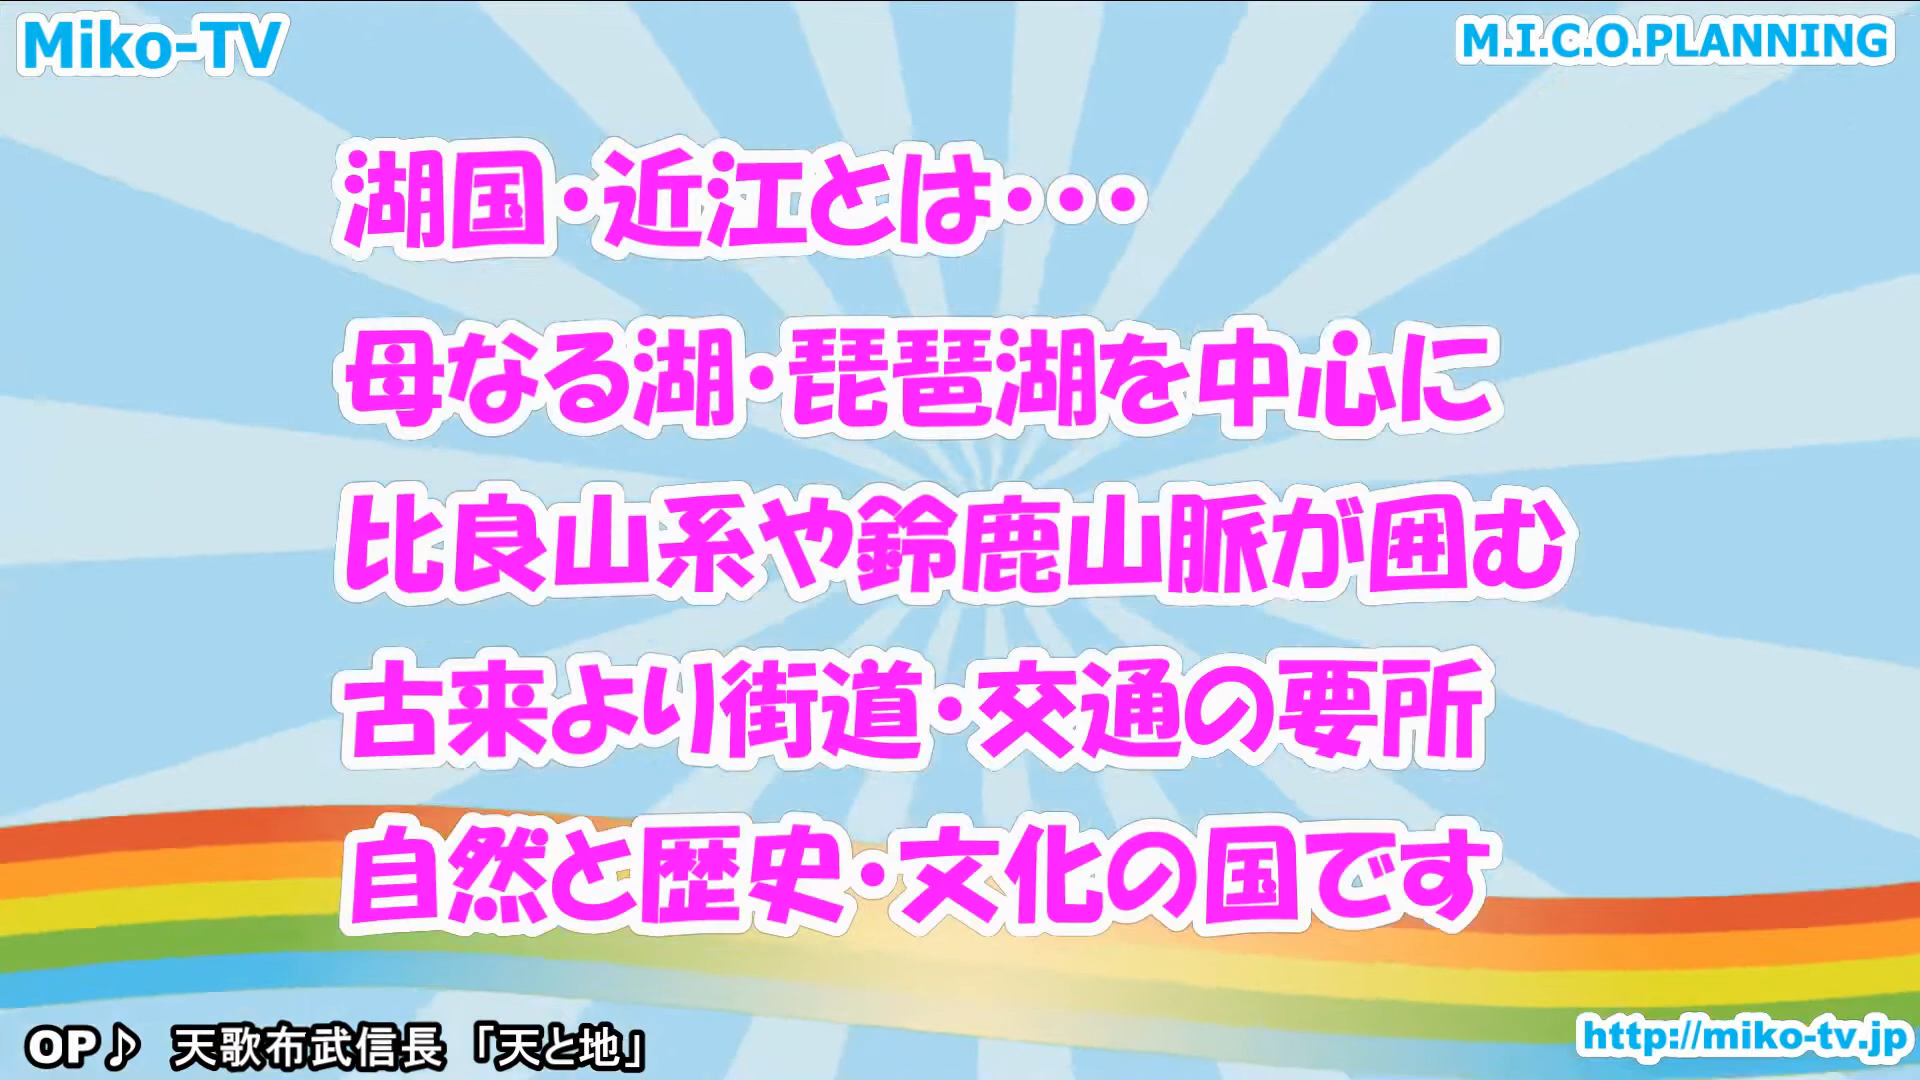 Miko-TV
M.I.C.O.PLANNING
湖国・近江とは・・・
母なる湖・琵琶湖を中心に
比良山系や鈴鹿山脈が囲む
古来より街道・交通の要所
自然と歴史・文化の国です
OP♪ 天歌布武信長 「天と地」
http://miko-tv.jp